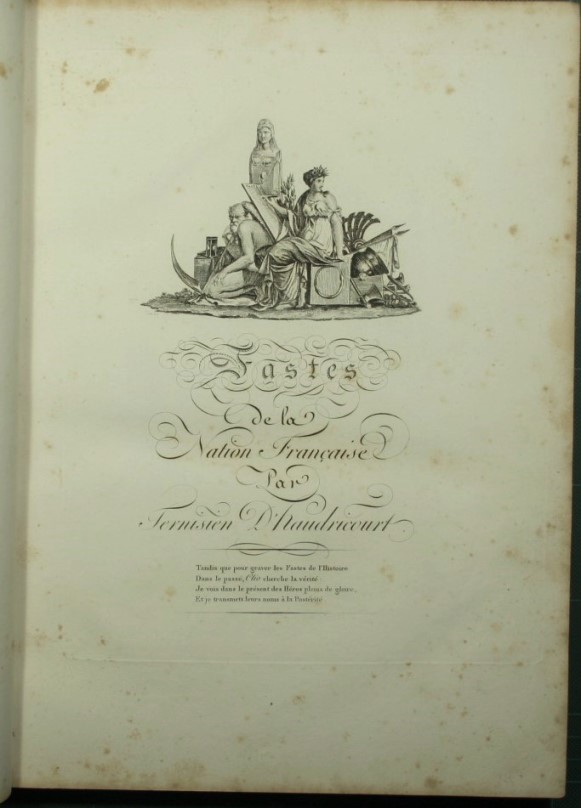 Fastes
de la
Nation Française
Par
Ternisien D'Haudricourt
Tandis que pour graver les Fastes de l'Histoire
Dans le passé, Clio cherche la vérité
Je vois dans le présent des Héros pleins de gloire,
Et je transmets leurs noms à la Postérité